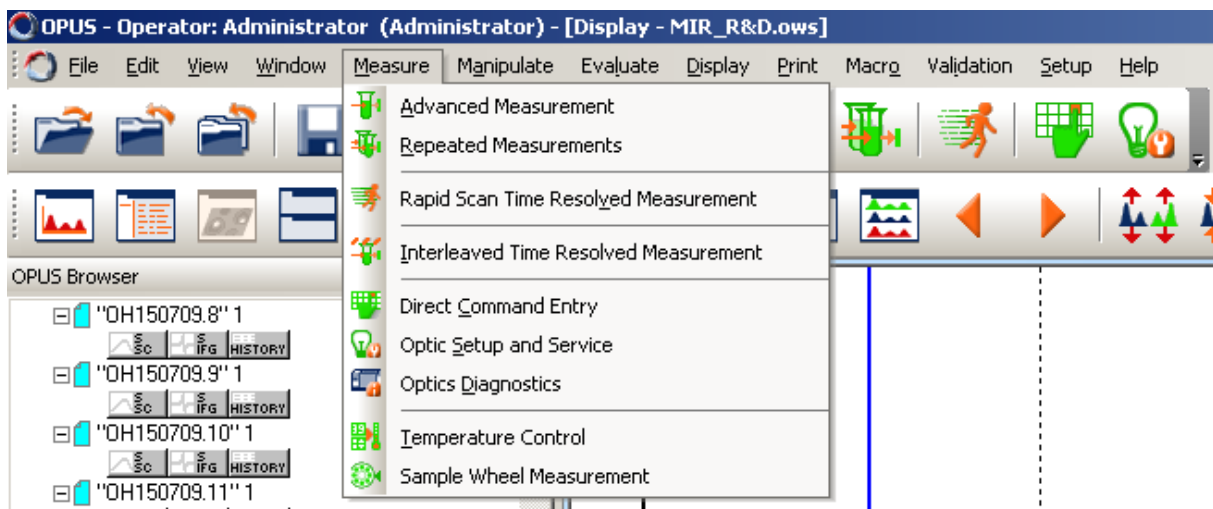 OPUS - Operator: Administrator (Administrator) - [Display - MIR_R&D.ows]
File Edit View Window Measure Manipulate Evaluate Display Print Macro Validation Setup Help
Advanced Measurement
Repeated Measurements
Rapid Scan Time Resolved Measurement
Interleaved Time Resolved Measurement
Direct Command Entry
Optic Setup and Service
Optics Diagnostics
Temperature Control
Sample Wheel Measurement
OPUS Browser
"OH150709.8" 1
S SC S IFG HISTORY
"OH150709.9" 1
S SC S IFG HISTORY
"OH150709.10" 1
S SC S IFG HISTORY
"OH150709.11" 1